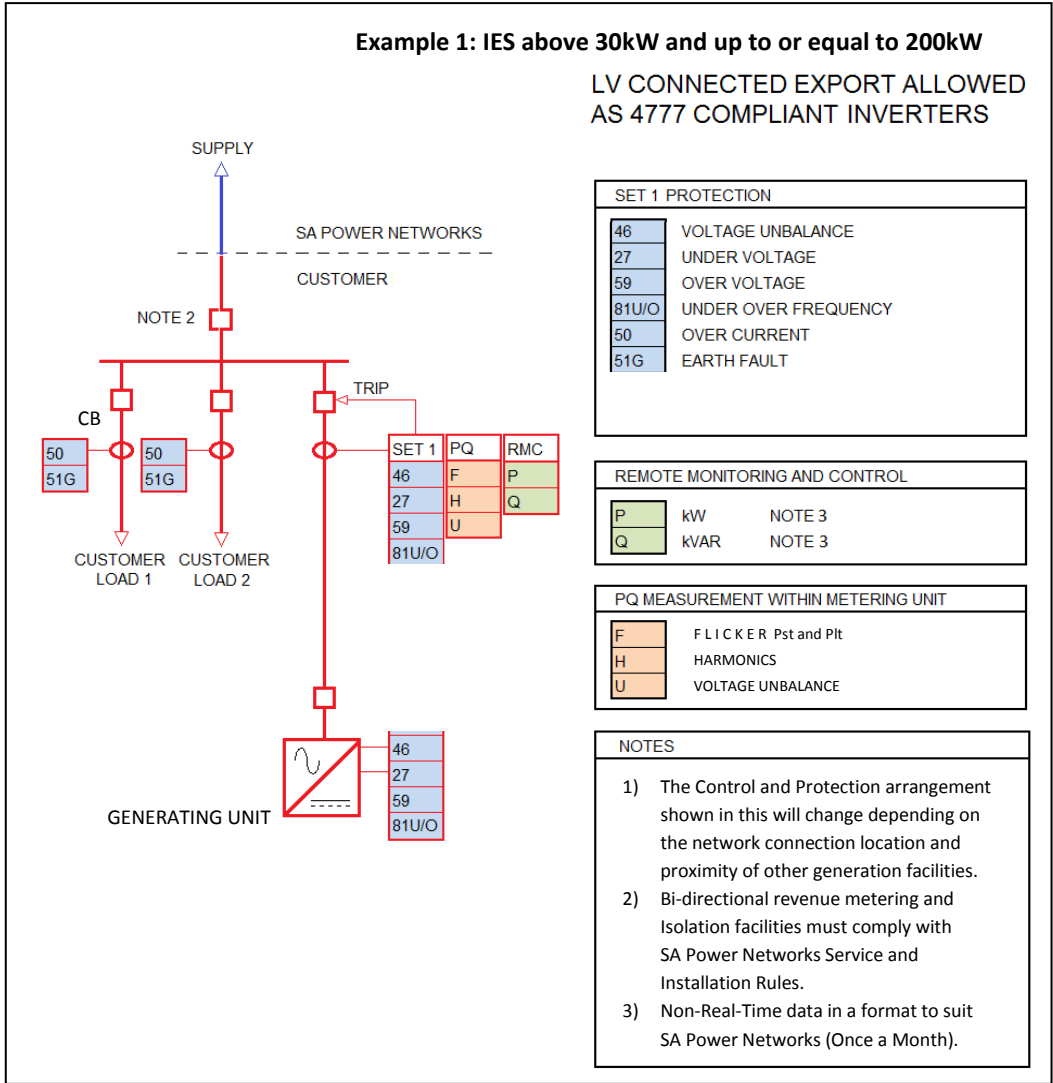 Example 1: IES above 30kW and up to or equal to 200kW
LV CONNECTED EXPORT ALLOWED
AS 4777 COMPLIANT INVERTERS
SUPPLY
SA POWER NETWORKS
CUSTOMER
NOTE 2
TRIP
CB
50
51G
50
51G
SET 1 PQ RMC
46 F P
27 H Q
59 U
81U/O
CUSTOMER
LOAD 1
CUSTOMER
LOAD 2
46
27
59
81U/O
GENERATING UNIT
SET 1 PROTECTION
46 VOLTAGE UNBALANCE
27 UNDER VOLTAGE
59 OVER VOLTAGE
81U/O UNDER OVER FREQUENCY
50 OVER CURRENT
51G EARTH FAULT
REMOTE MONITORING AND CONTROL
P kW NOTE 3
Q kVAR NOTE 3
PQ MEASUREMENT WITHIN METERING UNIT
F F L I C K E R Pst and Plt
H HARMONICS
U VOLTAGE UNBALANCE
NOTES
1) The Control and Protection arrangement
shown in this will change depending on
the network connection location and
proximity of other generation facilities.
2) Bi-directional revenue metering and
Isolation facilities must comply with
SA Power Networks Service and
Installation Rules.
3) Non-Real-Time data in a format to suit
SA Power Networks (Once a Month).